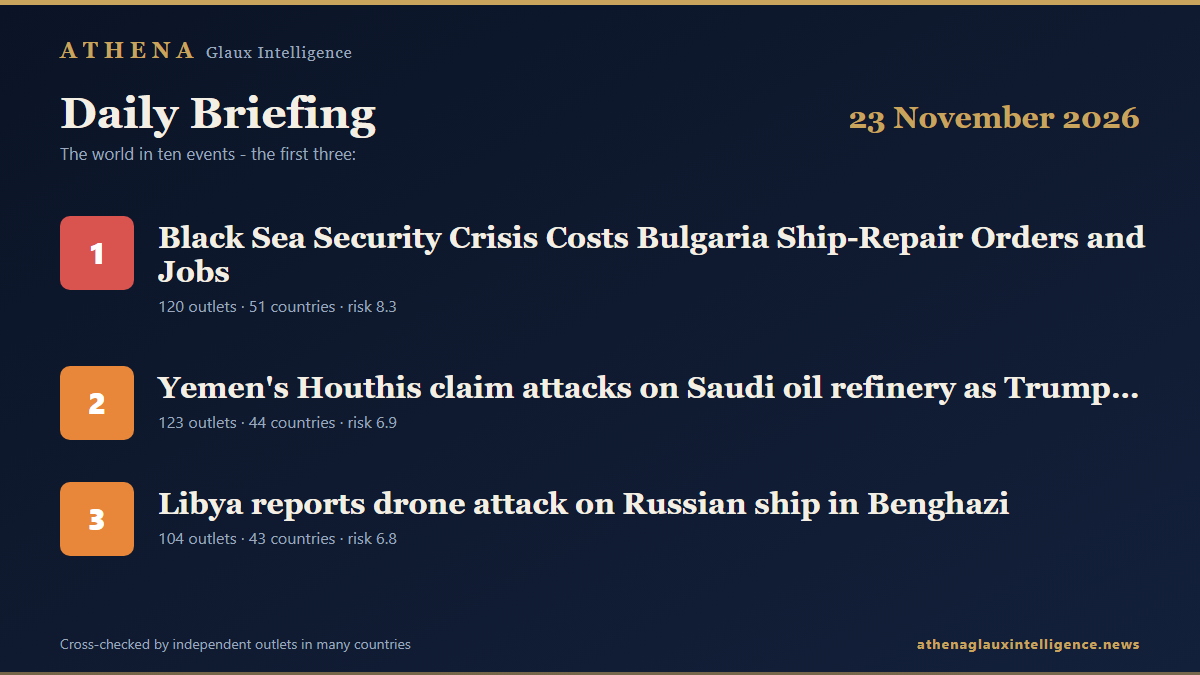 ATHENA Glaux Intelligence
Daily Briefing
23 November 2026
The world in ten events - the first three:
1
Black Sea Security Crisis Costs Bulgaria Ship-Repair Orders and
Jobs
120 outlets · 51 countries · risk 8.3
2
Yemen's Houthis claim attacks on Saudi oil refinery as Trump...
123 outlets · 44 countries · risk 6.9
3
Libya reports drone attack on Russian ship in Benghazi
104 outlets · 43 countries · risk 6.8
Cross-checked by independent outlets in many countries
athenaglauxintelligence.news